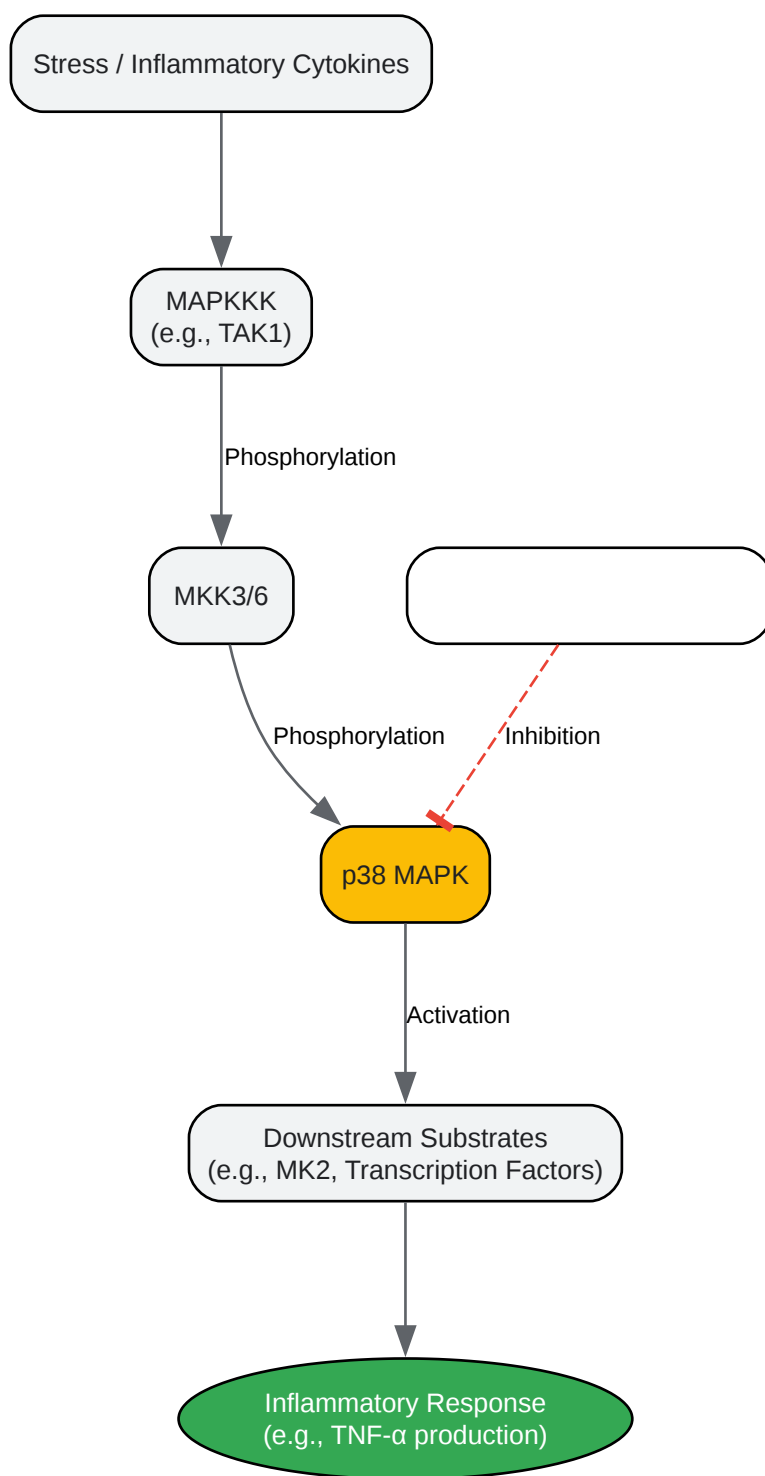 Stress / Inflammatory Cytokines
MAPKKK
(e.g., TAK1)
Phosphorylation
MKK3/6
Phosphorylation
Inhibition
p38 MAPK
Activation
Downstream Substrates
(e.g., MK2, Transcription Factors)
Inflammatory Response
(e.g., TNF-α production)